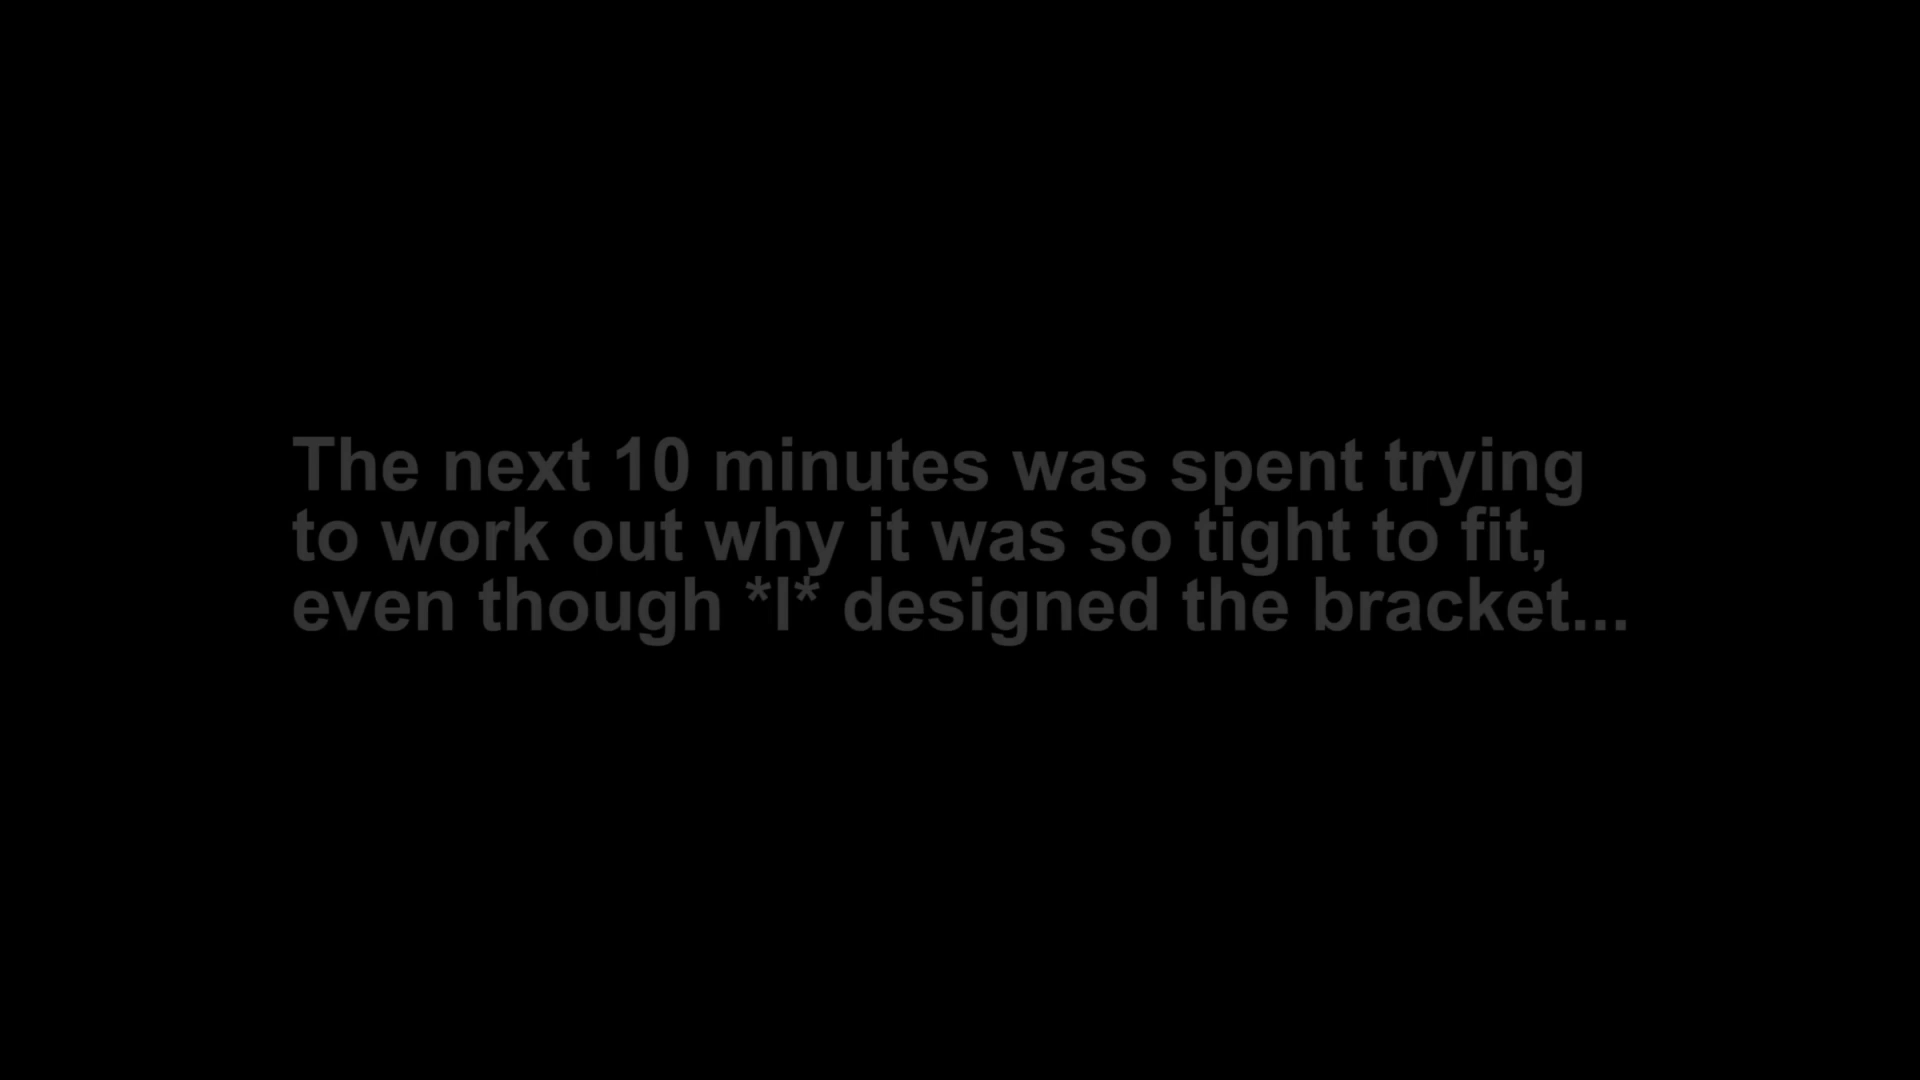 The next 10 minutes was spent trying
to work out why it was so tight to fit,
even though *I* designed the bracket...